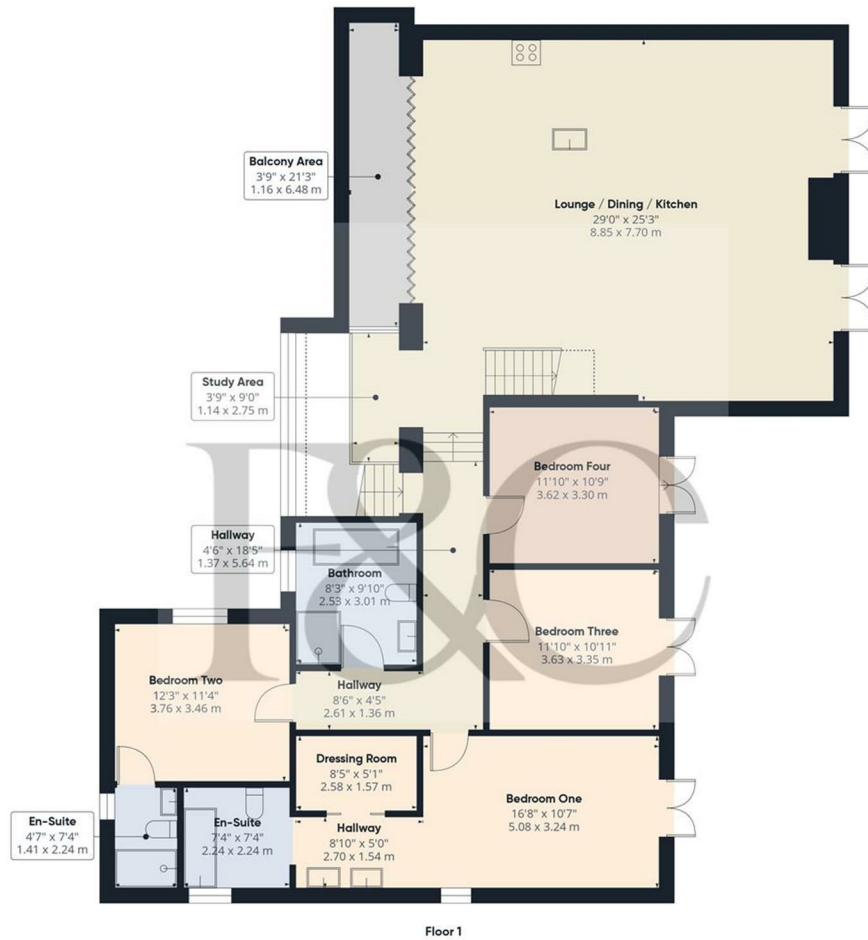 Balcony Area
3'9" x 21'3"
1.16 x 6.48 m
Lounge / Dining / Kitchen
29'0" x 25'3"
8.85 x 7.70 m
Study Area
3'9" x 9'0"
1.14 x 2.75 m
Bedroom Four
11'10" x 10'9"
3.62 x 3.30 m
Hallway
4'6" x 18'5"
1.37 x 5.64 m
Bathroom
8'3" x 9'10"
2.53 x 3.01 m
Bedroom Three
11'10" x 10'11"
3.63 x 3.35 m
Bedroom Two
12'3" x 11'4"
3.76 x 3.46 m
Hallway
8'6" x 4'5"
2.61 x 1.36 m
Dressing Room
8'5" x 5'1"
2.58 x 1.57 m
Bedroom One
16'8" x 10'7"
5.08 x 3.24 m
En-Suite
4'7" x 7'4"
1.41 x 2.24 m
En-Suite
7'4" x 7'4"
2.24 x 2.24 m
Hallway
8'10" x 5'0"
2.70 x 1.54 m
Floor 1